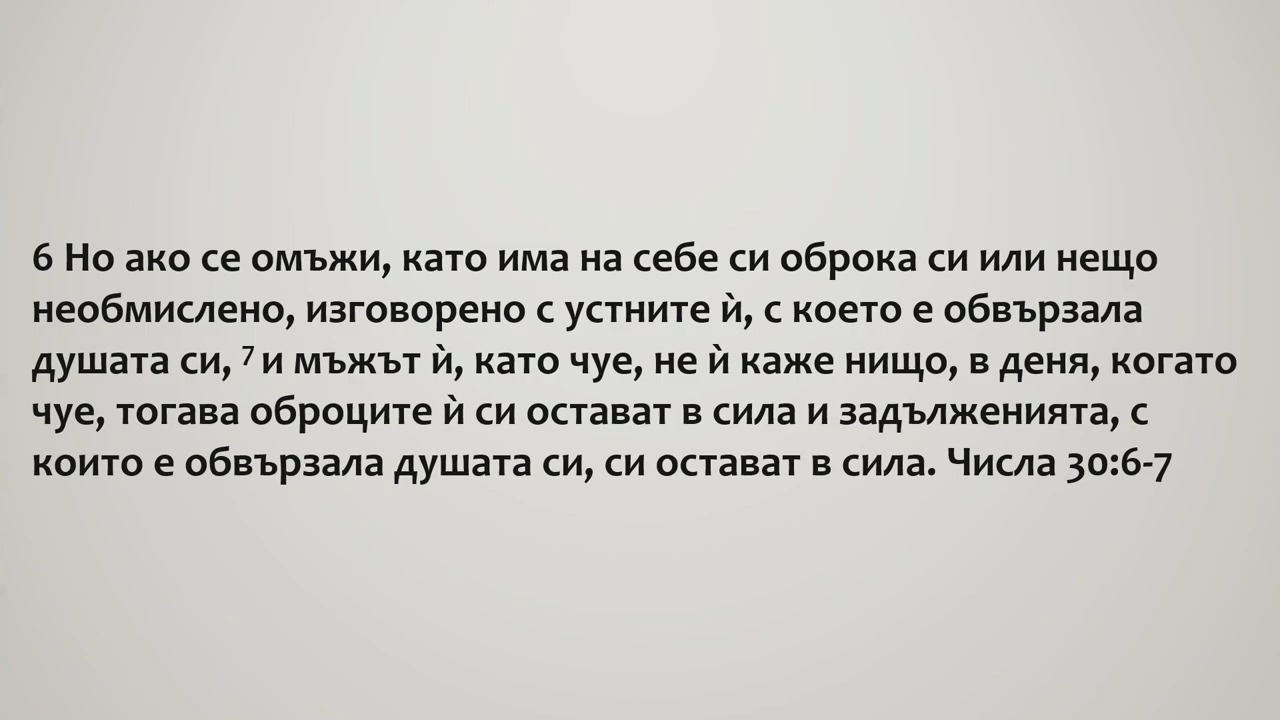 6 Но ако се омъжи, като има на себе си оброка си или нещо
необмислено, изговорено с устните ѝ, с което е обвързала
душата си, ⁷ и мъжът ѝ, като чуе, не ѝ каже нищо, в деня, когато
чуе, тогава оброците ѝ си остават в сила и задълженията, с
които е обвързала душата си, си остават в сила. Числа 30:6-7